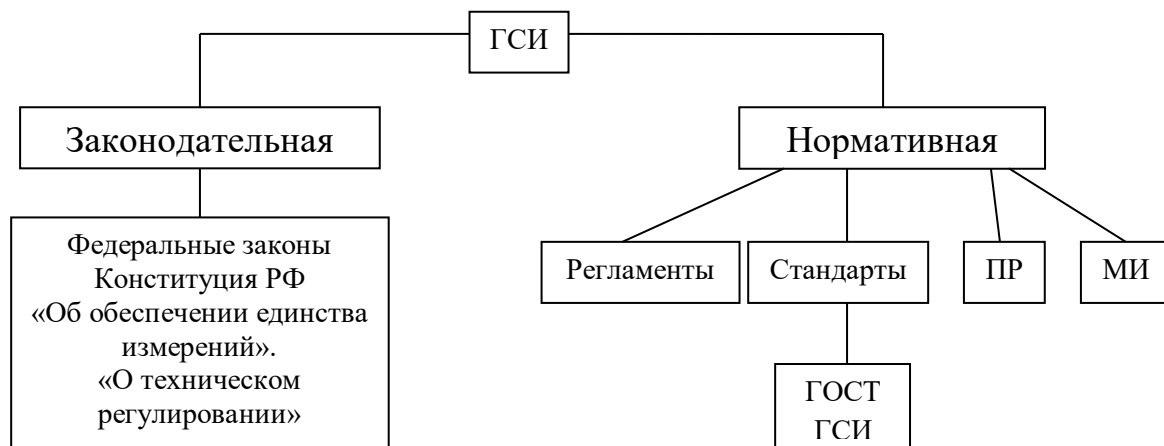 ГСИ
Законодательная
Нормативная
Федеральные законы
Конституция РФ
«Об обеспечении единства
измерений».
«О техническом
регулировании»
Регламенты
Стандарты
ПР
МИ
ГОСТ
ГСИ